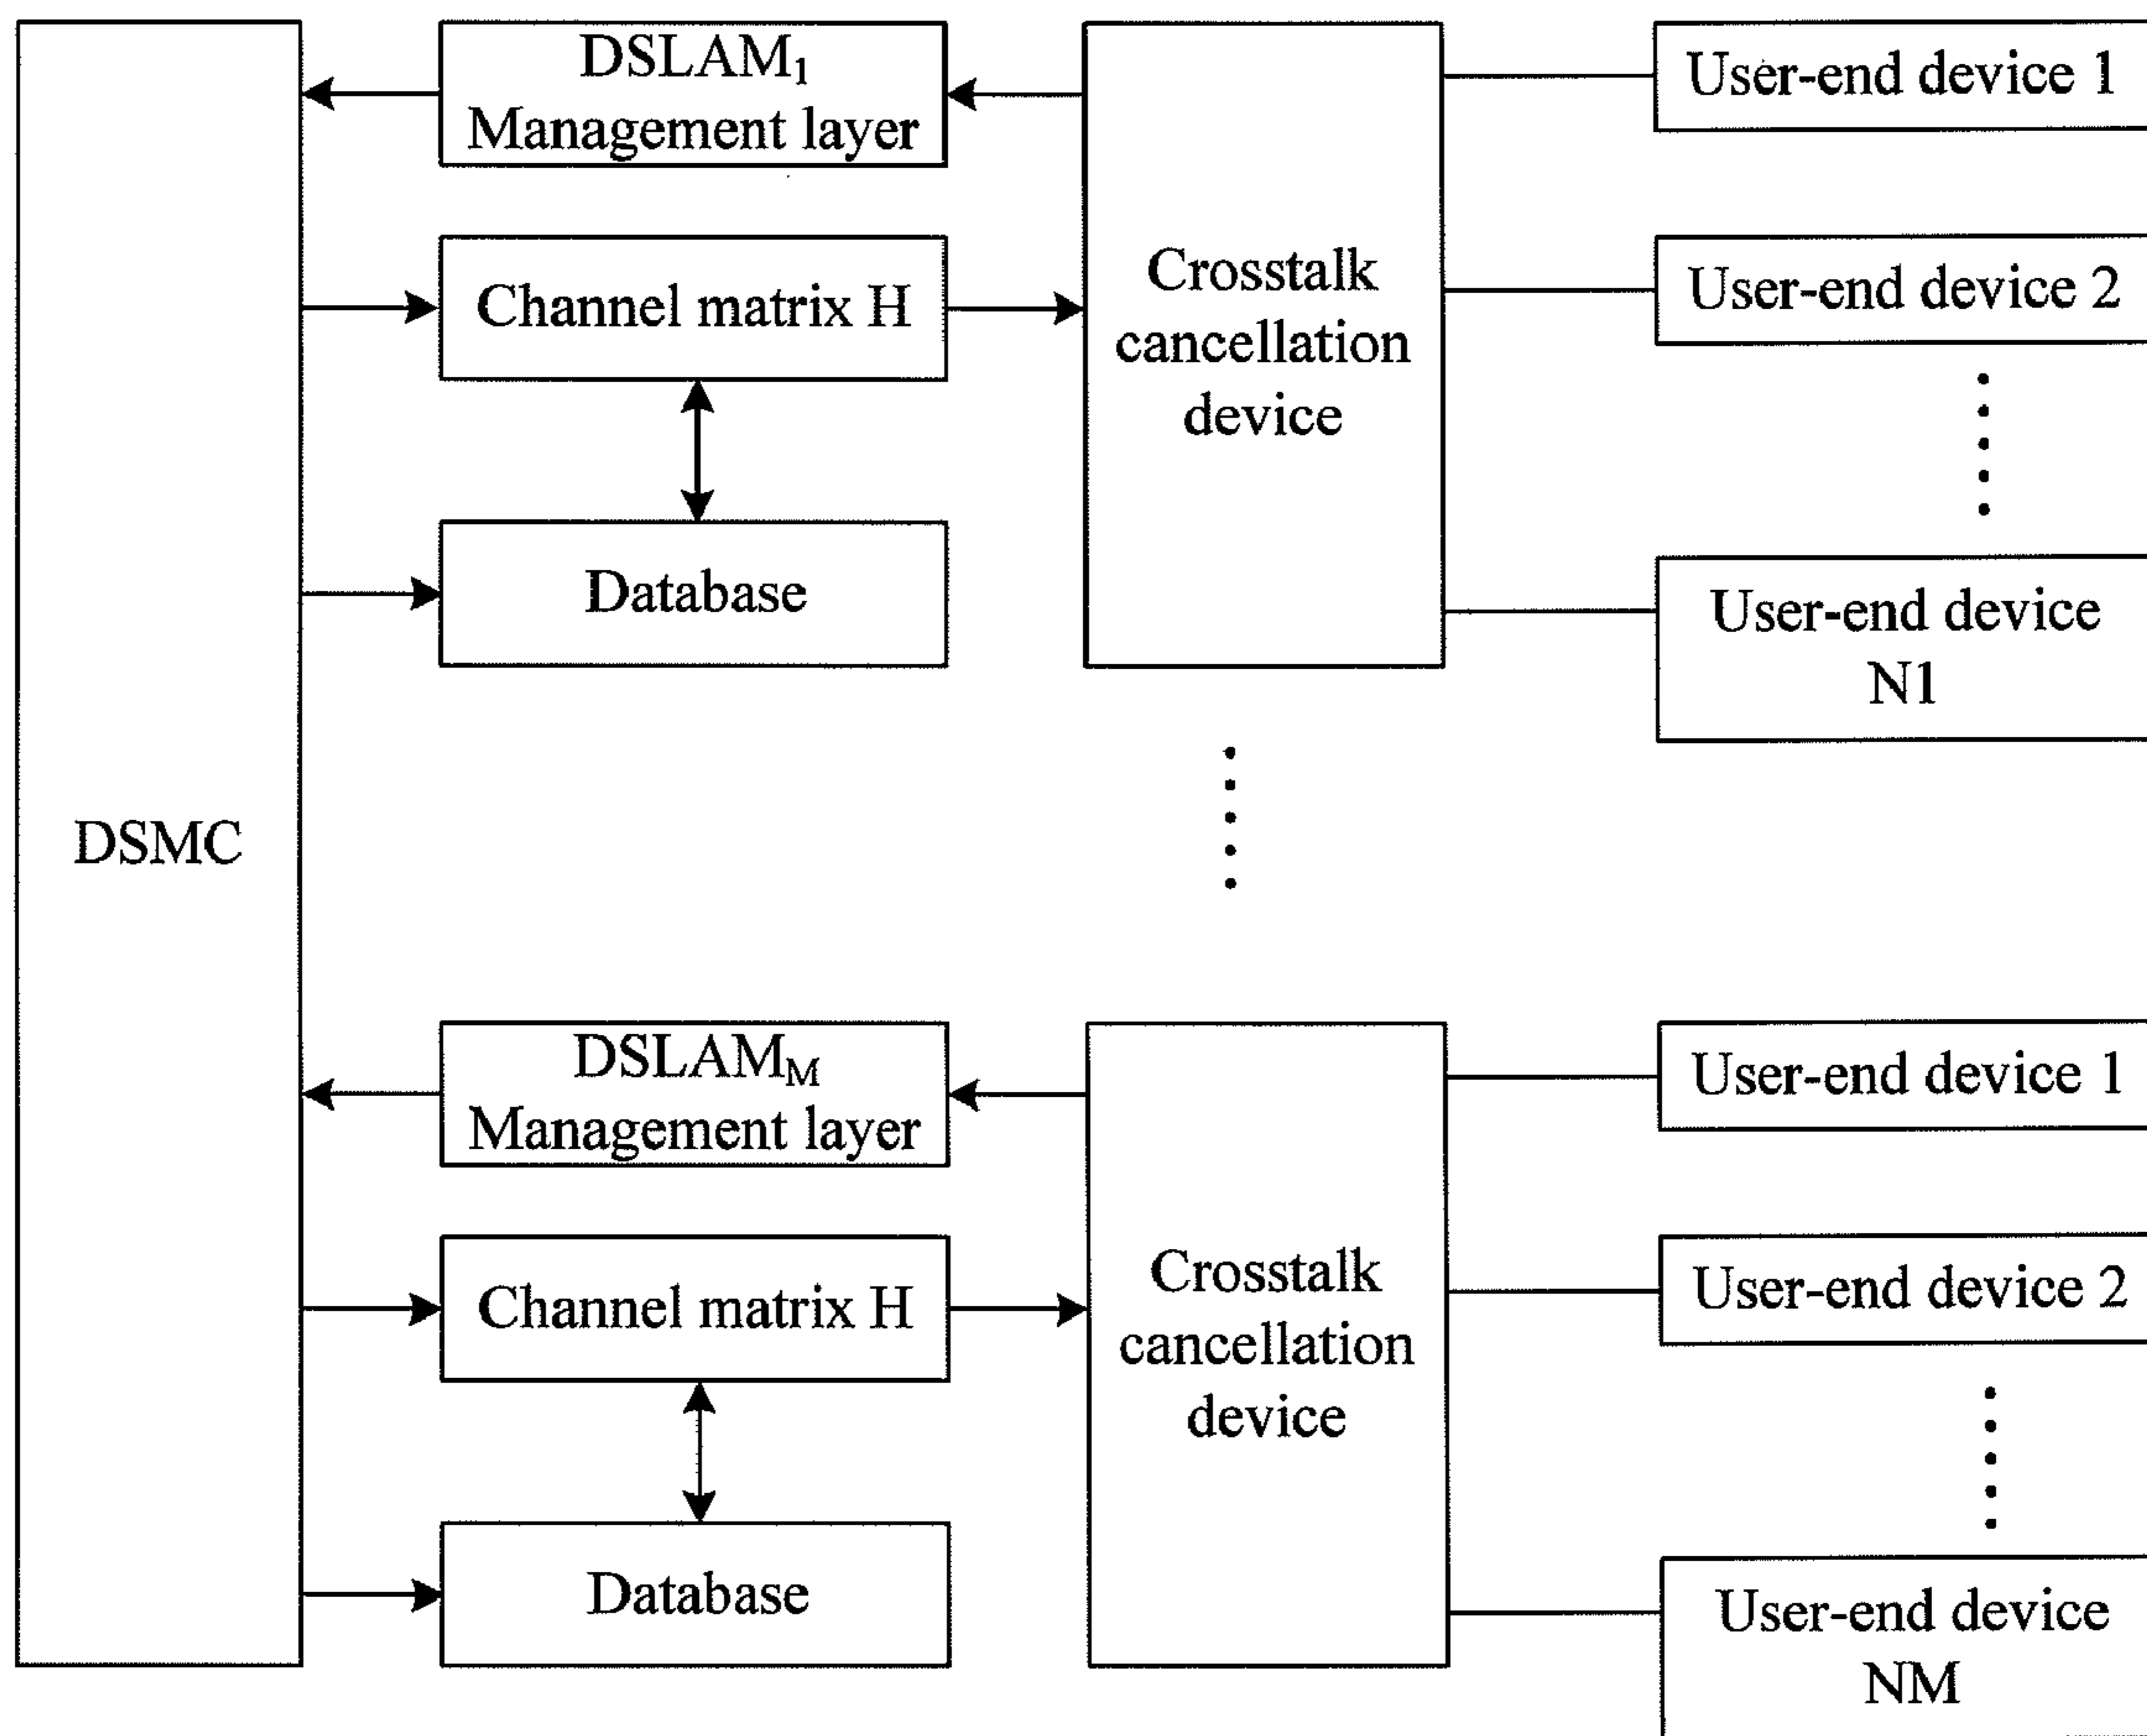 DSMC
DSLAM₁
Management layer
Channel matrix H
Database
Crosstalk
cancellation
device
User-end device 1
User-end device 2
User-end device
N1
DSLAMM
Management layer
Channel matrix H
Database
Crosstalk
cancellation
device
User-end device 1
User-end device 2
User-end device
NM